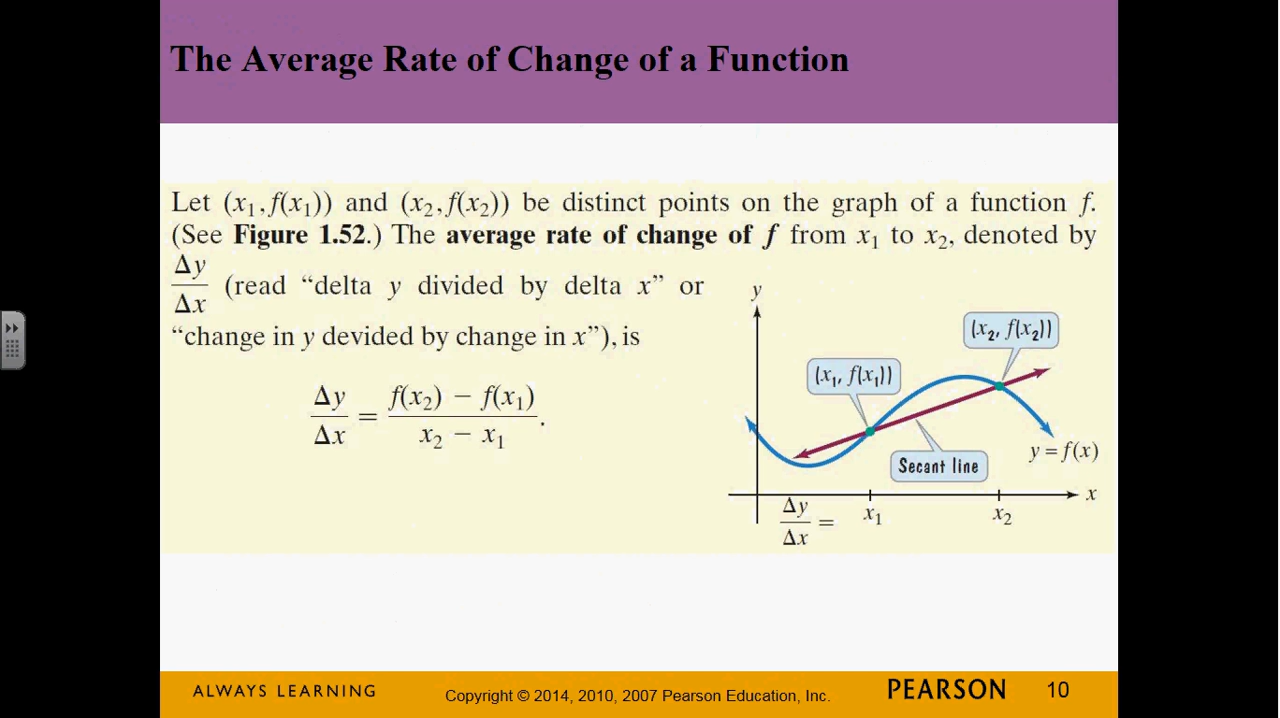 The Average Rate of Change of a Function
Let (x₁, f(x₁)) and (x₂, f(x₂)) be distinct points on the graph of a function f.
(See Figure 1.52.) The average rate of change of f from x₁ to x₂, denoted by
Δy/Δx (read “delta y divided by delta x” or
“change in y devided by change in x”), is
Δy/Δx = f(x₂) − f(x₁)/x₂ − x₁.
y
(x₂, f(x₂))
(x₁, f(x₁))
y = f(x)
Secant line
x
Δy/Δx =
x₁
x₂
ALWAYS LEARNING
Copyright © 2014, 2010, 2007 Pearson Education, Inc.
PEARSON
10